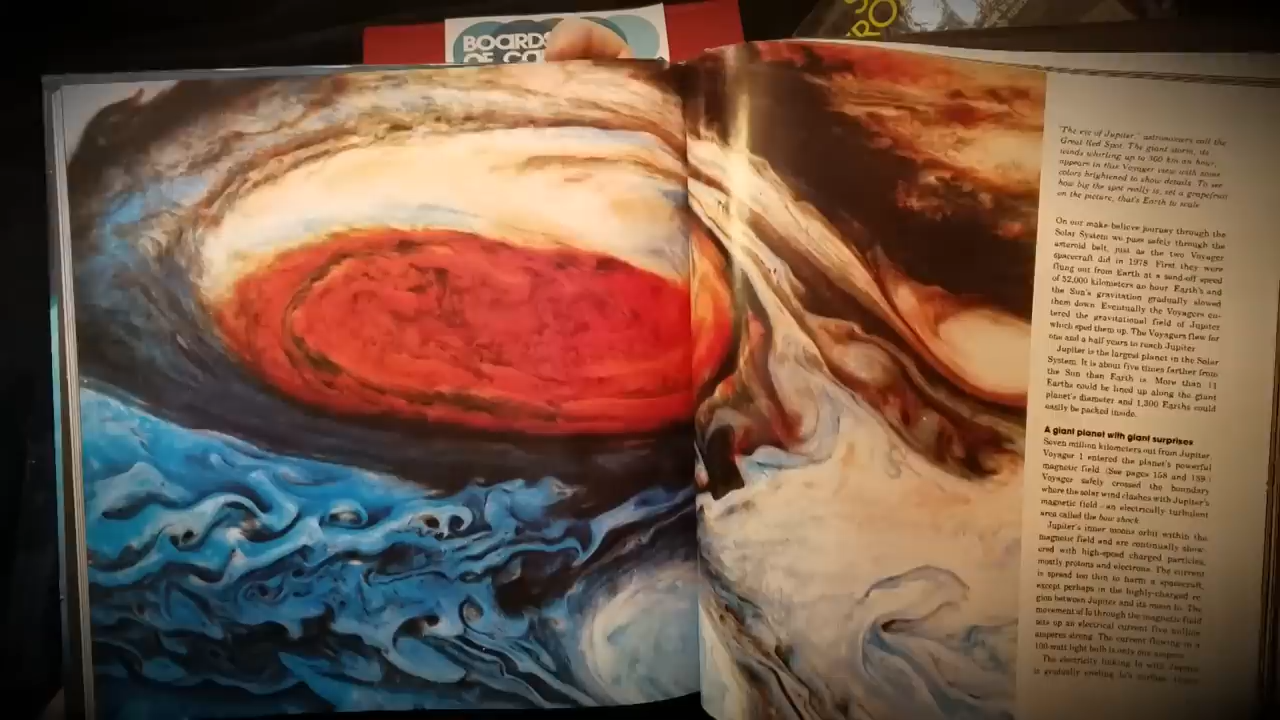 BOARDS
OF CA
"The eye of Jupiter," astronomers call the
Great Red Spot. The giant storm, its
winds whirling up to 360 km an hour,
appears in this Voyager view with some
colors brightened to show details. To see
how big the spot really is, set a grapefruit
on the picture, that's Earth to scale
On our make-believe journey through the
Solar System we pass safely through the
asteroid belt, just as the two Voyager
spacecraft did in 1978. First they were
flung out from Earth at a send-off speed
of 52,000 kilometers an hour. Earth's and
the Sun's gravitation gradually slowed
them down. Eventually the Voyagers en-
tered the gravitational field of Jupiter
which sped them up. The Voyagers flew for
one and a half years to reach Jupiter.
Jupiter is the largest planet in the Solar
System. It is about five times farther from
the Sun than Earth is. More than 11
Earths could be lined up along the giant
planet's diameter and 1,300 Earths could
easily be packed inside.
A giant planet with giant surprises
Seven million kilometers out from Jupiter,
Voyager 1 entered the planet's powerful
magnetic field. (See pages 158 and 159.)
Voyager safely crossed the boundary
where the solar wind clashes with Jupiter's
magnetic field—an electrically turbulent
area called the bow shock.
Jupiter's inner moons orbit within the
magnetic field and are continually show-
ered with high-speed charged particles,
mostly protons and electrons. The current
is spread too thin to harm a spacecraft,
except perhaps in the highly-charged re-
gion between Jupiter and its moon Io. The
movement of Io through the magnetic field
sets up an electrical current five million
amperes strong. The current flowing in a
100-watt light bulb is only one ampere.
The electricity linking Io with Jupiter
is gradually eroding Io's surface